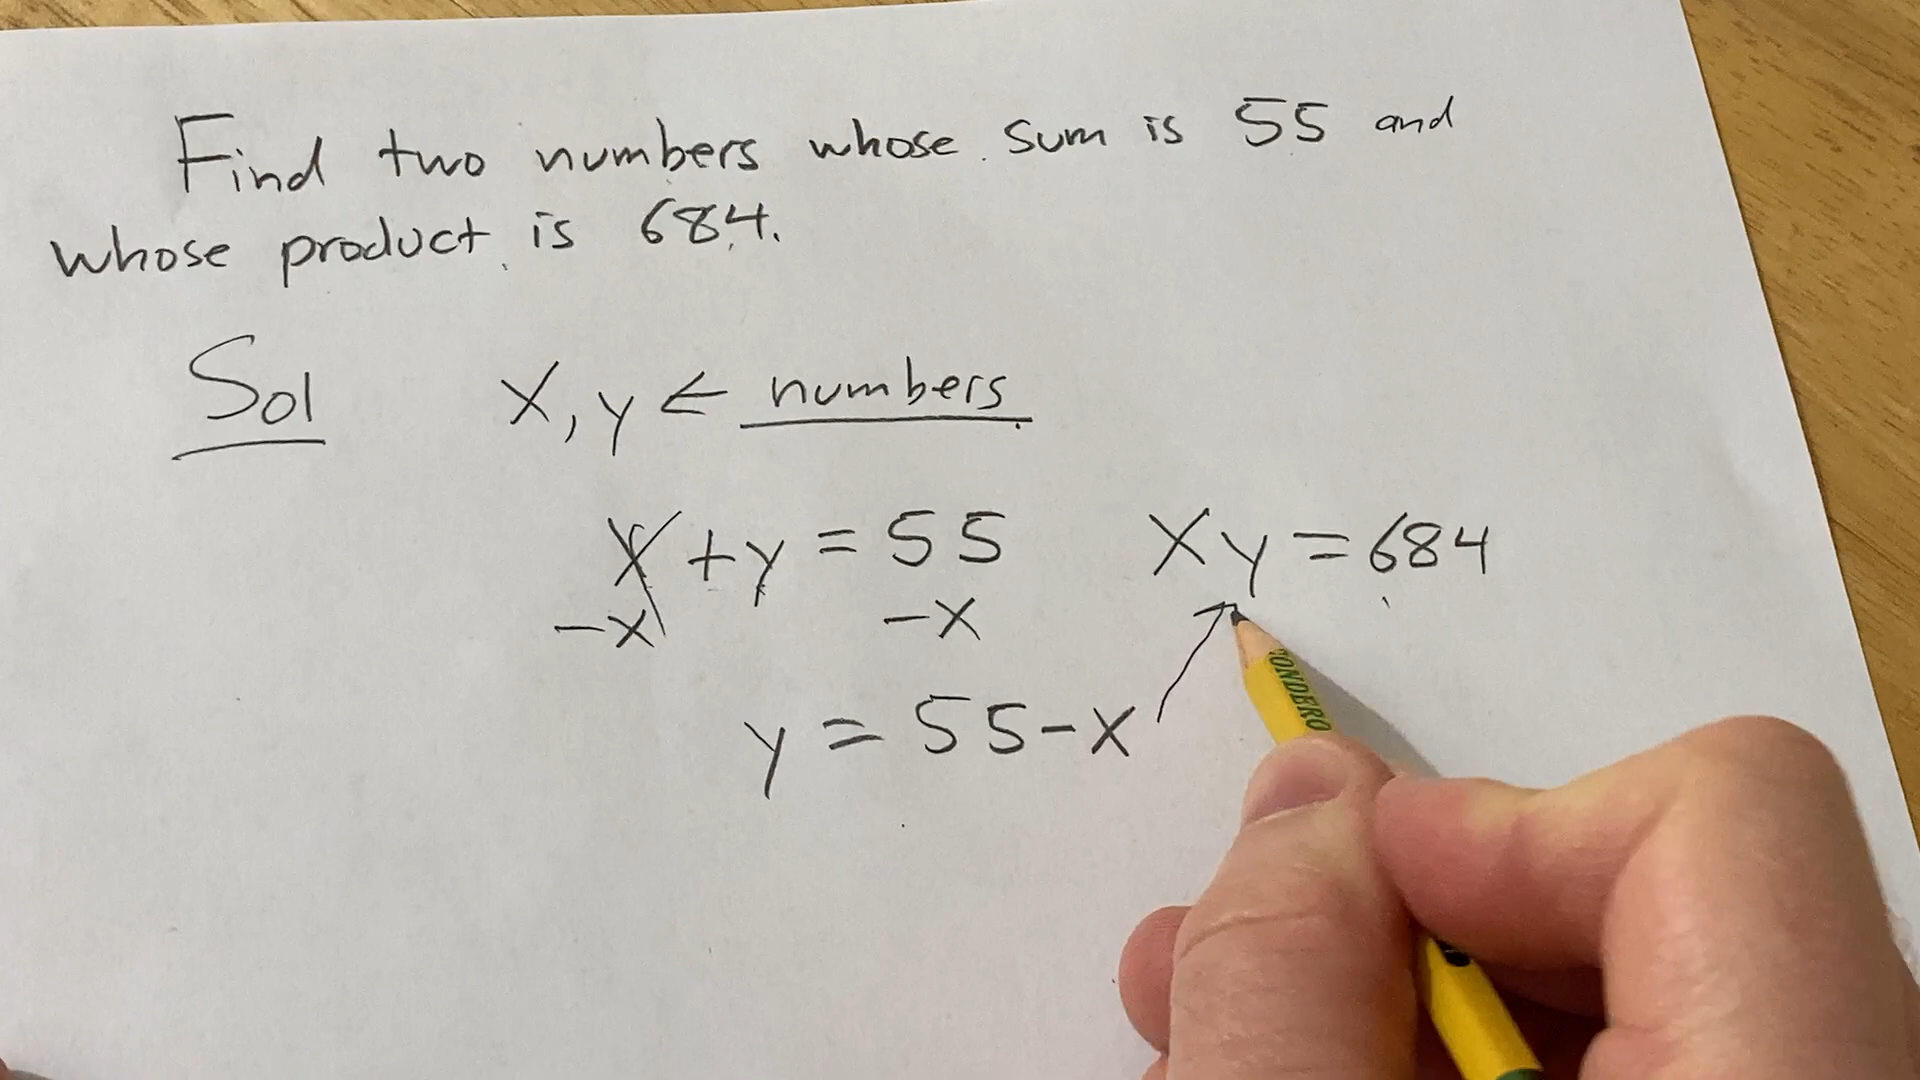 Find two numbers whose sum is 55 and
whose product is 684.
Sol x, y ← numbers
x + y = 55 xy = 684
-x -x
y = 55 - x